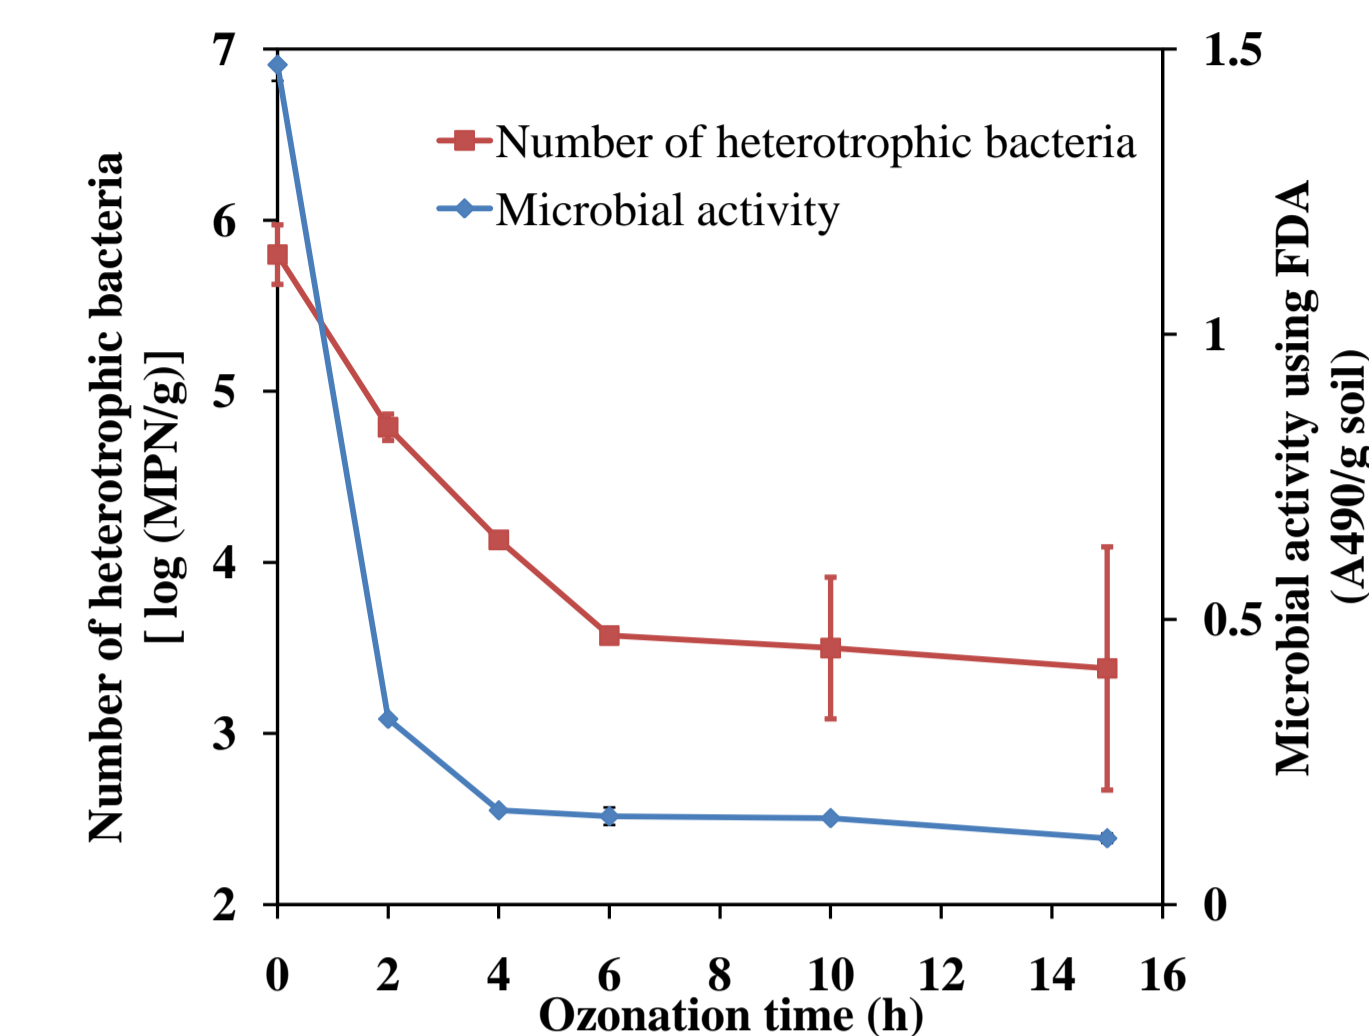 7
6
5
4
3
2
1.5
1
0.5
0
Number of heterotrophic bacteria
[ log (MPN/g)]
Number of heterotrophic bacteria
Microbial activity
Microbial activity using FDA
(A490/g soil)
0 2 4 6 8 10 12 14 16
Ozonation time (h)